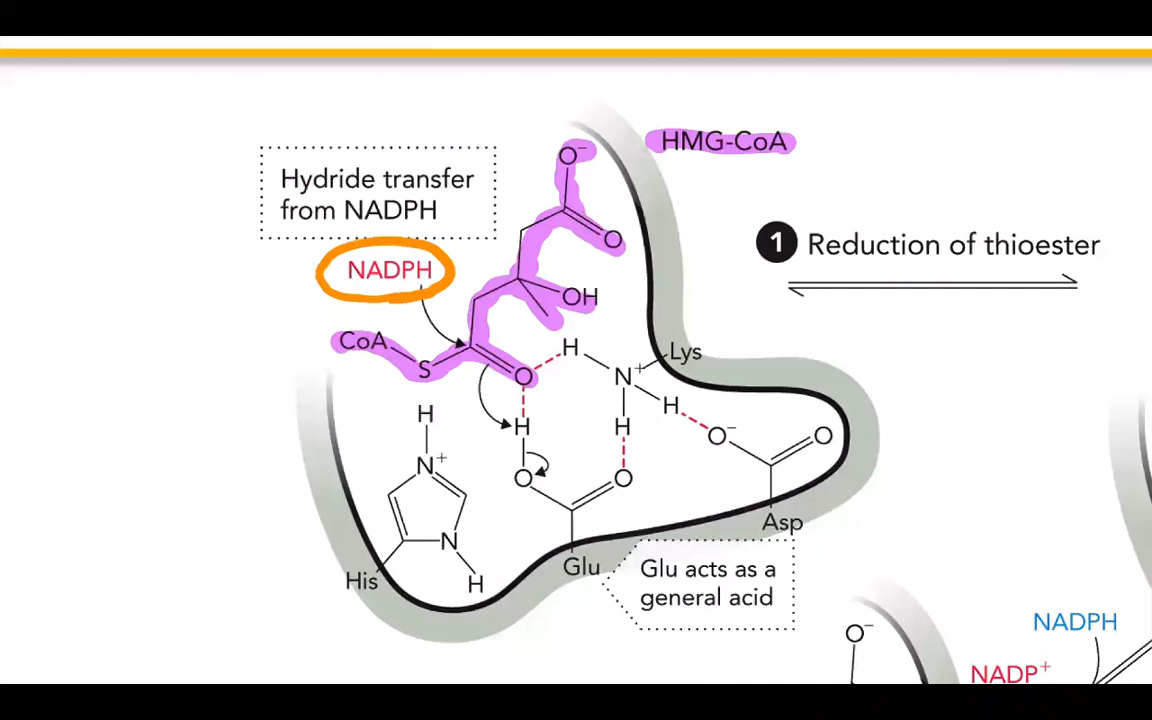 O⁻
HMG-CoA
Hydride transfer
from NADPH
O
1 Reduction of thioester
NADPH
OH
CoA
S
O
H
Lys
N⁺
H
H
H
H
O⁻
O
N⁺
O
O
N
Asp
H
His
Glu
Glu acts as a
general acid
O⁻
NADPH
NADP⁺